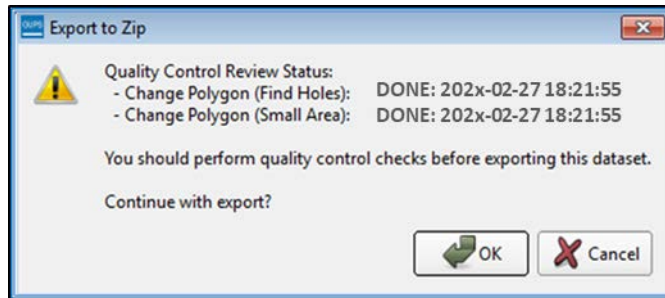 GUPS
Export to Zip
Quality Control Review Status:
- Change Polygon (Find Holes): DONE: 202x-02-27 18:21:55
- Change Polygon (Small Area): DONE: 202x-02-27 18:21:55
You should perform quality control checks before exporting this dataset.
Continue with export?
OK
Cancel